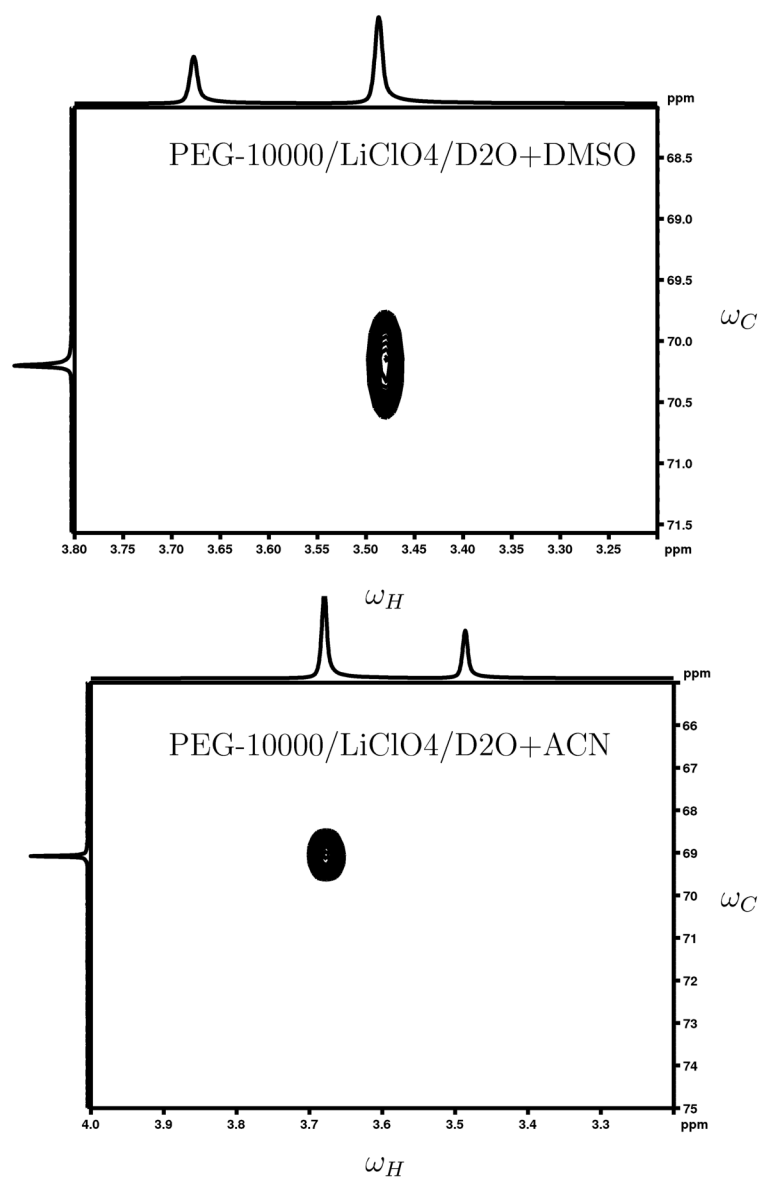 ppm
PEG-10000/LiClO4/D2O+DMSO
68.5
69.0
69.5
70.0
70.5
71.0
71.5
ω_C
3.80 3.75 3.70 3.65 3.60 3.55 3.50 3.45 3.40 3.35 3.30 3.25 ppm
ω_H
ppm
PEG-10000/LiClO4/D2O+ACN
66
67
68
69
70
71
72
73
74
75
ω_C
4.0 3.9 3.8 3.7 3.6 3.5 3.4 3.3 ppm
ω_H